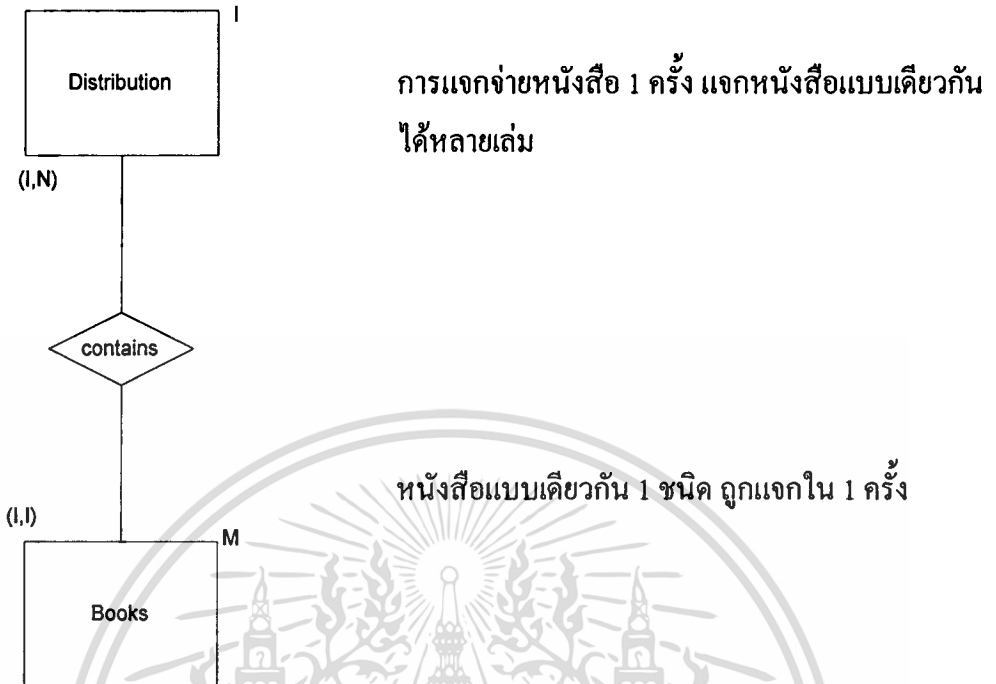 I
Distribution
การแจกจ่ายหนังสือ 1 ครั้ง แจกหนังสือแบบเดียวกัน
ได้หลายเล่ม
(I,N)
contains
หนังสือแบบเดียวกัน 1 ชนิด ถูกแจกใน 1 ครั้ง
(I,I)
M
Books